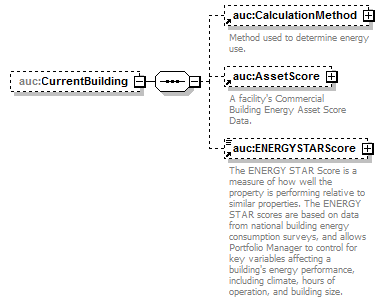 auc:CalculationMethod
Method used to determine energy
use.
auc:CurrentBuilding
auc:AssetScore
A facility's Commercial
Building Energy Asset Score
Data.
auc:ENERGYSTARScore
The ENERGY STAR Score is a
measure of how well the
property is performing relative to
similar properties. The ENERGY
STAR scores are based on data
from national building energy
consumption surveys, and allows
Portfolio Manager to control for
key variables affecting a
building's energy performance,
including climate, hours of
operation, and building size.